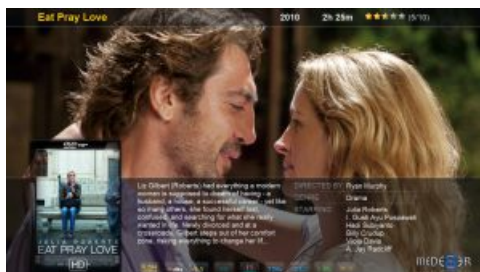 Eat Pray Love
2010 2h 25m (5/10)
Liz Gilbert (Roberts) had everything a modern
woman is supposed to dream of having - a
husband, a house, a successful career - yet like
so many others, she found herself lost,
confused, and searching for what she really
wanted in life. Newly divorced and at a
crossroads, Gilbert steps out of her comfort
zone, risking everything to change her lif...
DIRECTED BY Ryan Murphy
GENRE Drama
STARRING Julia Roberts
I. Gusti Ayu Puspawati
Hadi Subiyanto
Billy Crudup
Viola Davis
A. Jay Radcliff
JULIA ROBERTS
EAT PRAY LOVE
HD
MEDE8ER